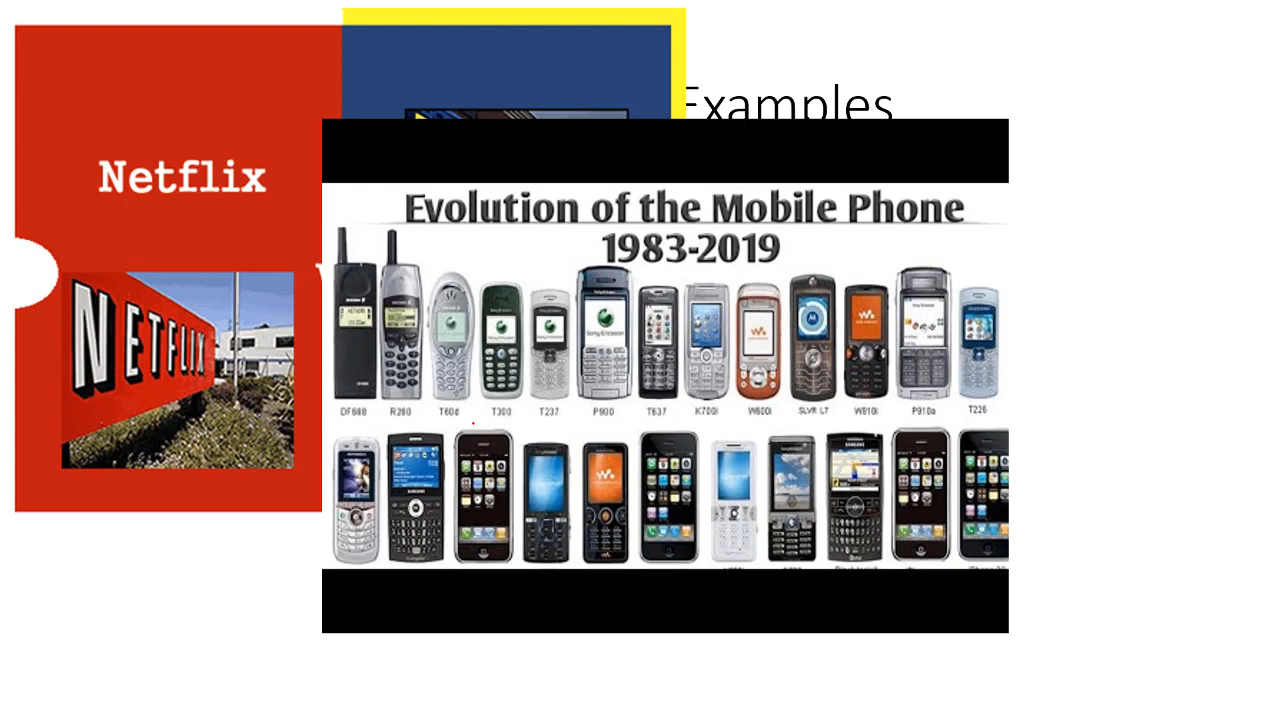 Examples
Netflix
NETFLIX
Evolution of the Mobile Phone
1983-2019
DF688 R280 T60d T300 T237 P900 T637 K700i W600i SLVR L7 W810i P910a T226